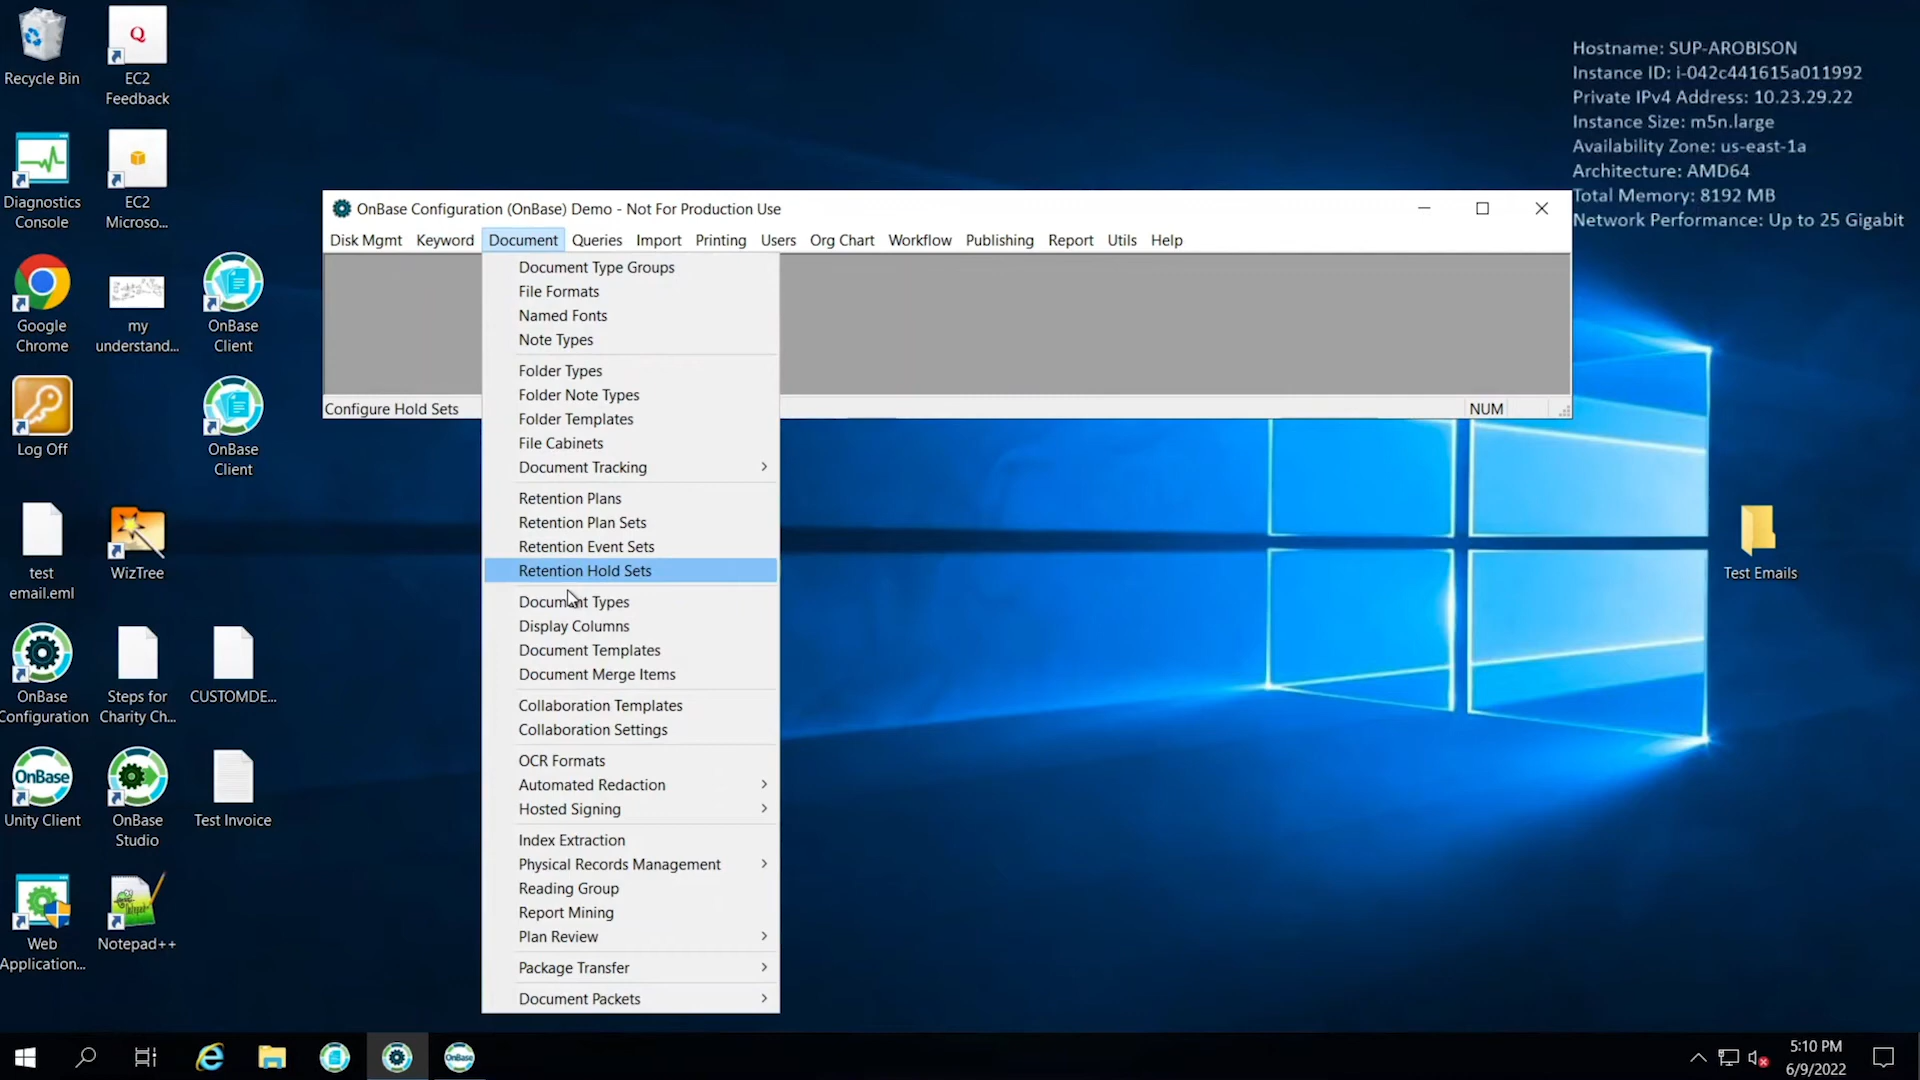 Recycle Bin
Q
EC2
Feedback
Diagnostics
Console
EC2
Microso...
Google
Chrome
my
understand...
OnBase
Client
Log Off
OnBase
Client
test
email.eml
WizTree
OnBase
Configuration
Steps for
Charity Ch...
CUSTOMDE...
OnBase
Unity Client
OnBase
Studio
Test Invoice
Web
Application...
Notepad++
Hostname: SUP-AROBISON
Instance ID: i-042c441615a011992
Private IPv4 Address: 10.23.29.22
Instance Size: m5n.large
Availability Zone: us-east-1a
Architecture: AMD64
Total Memory: 8192 MB
Network Performance: Up to 25 Gigabit
OnBase Configuration (OnBase) Demo - Not For Production Use
Disk Mgmt Keyword Document Queries Import Printing Users Org Chart Workflow Publishing Report Utils Help
Document Type Groups
File Formats
Named Fonts
Note Types
Folder Types
Folder Note Types
Folder Templates
File Cabinets
Document Tracking
Retention Plans
Retention Plan Sets
Retention Event Sets
Retention Hold Sets
Document Types
Display Columns
Document Templates
Document Merge Items
Collaboration Templates
Collaboration Settings
OCR Formats
Automated Redaction
Hosted Signing
Index Extraction
Physical Records Management
Reading Group
Report Mining
Plan Review
Package Transfer
Document Packets
Configure Hold Sets
NUM
Test Emails
OnBase
5:10 PM
6/9/2022